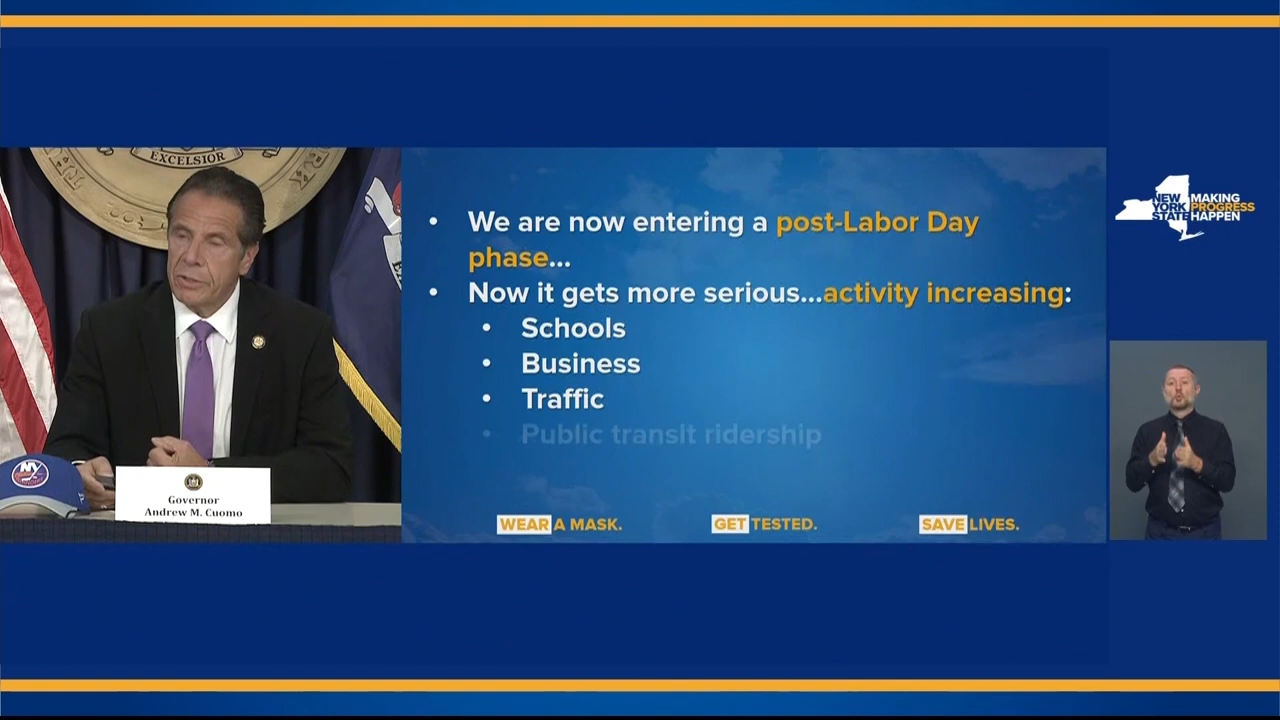 EXCELSIOR
NY
Governor
Andrew M. Cuomo
• We are now entering a post-Labor Day
phase...
• Now it gets more serious...activity increasing:
• Schools
• Business
• Traffic
• Public transit ridership
WEAR A MASK.
GET TESTED.
SAVE LIVES.
NEW
YORK
STATE
MAKING
PROGRESS
HAPPEN